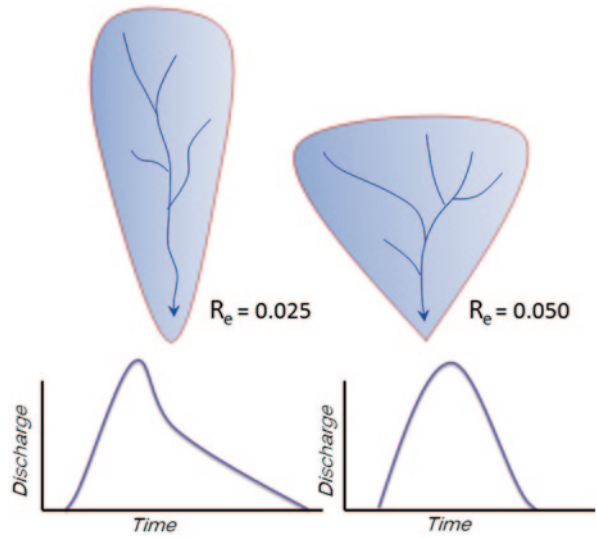 Rₑ = 0.025
Rₑ = 0.050
Discharge
Time
Discharge
Time